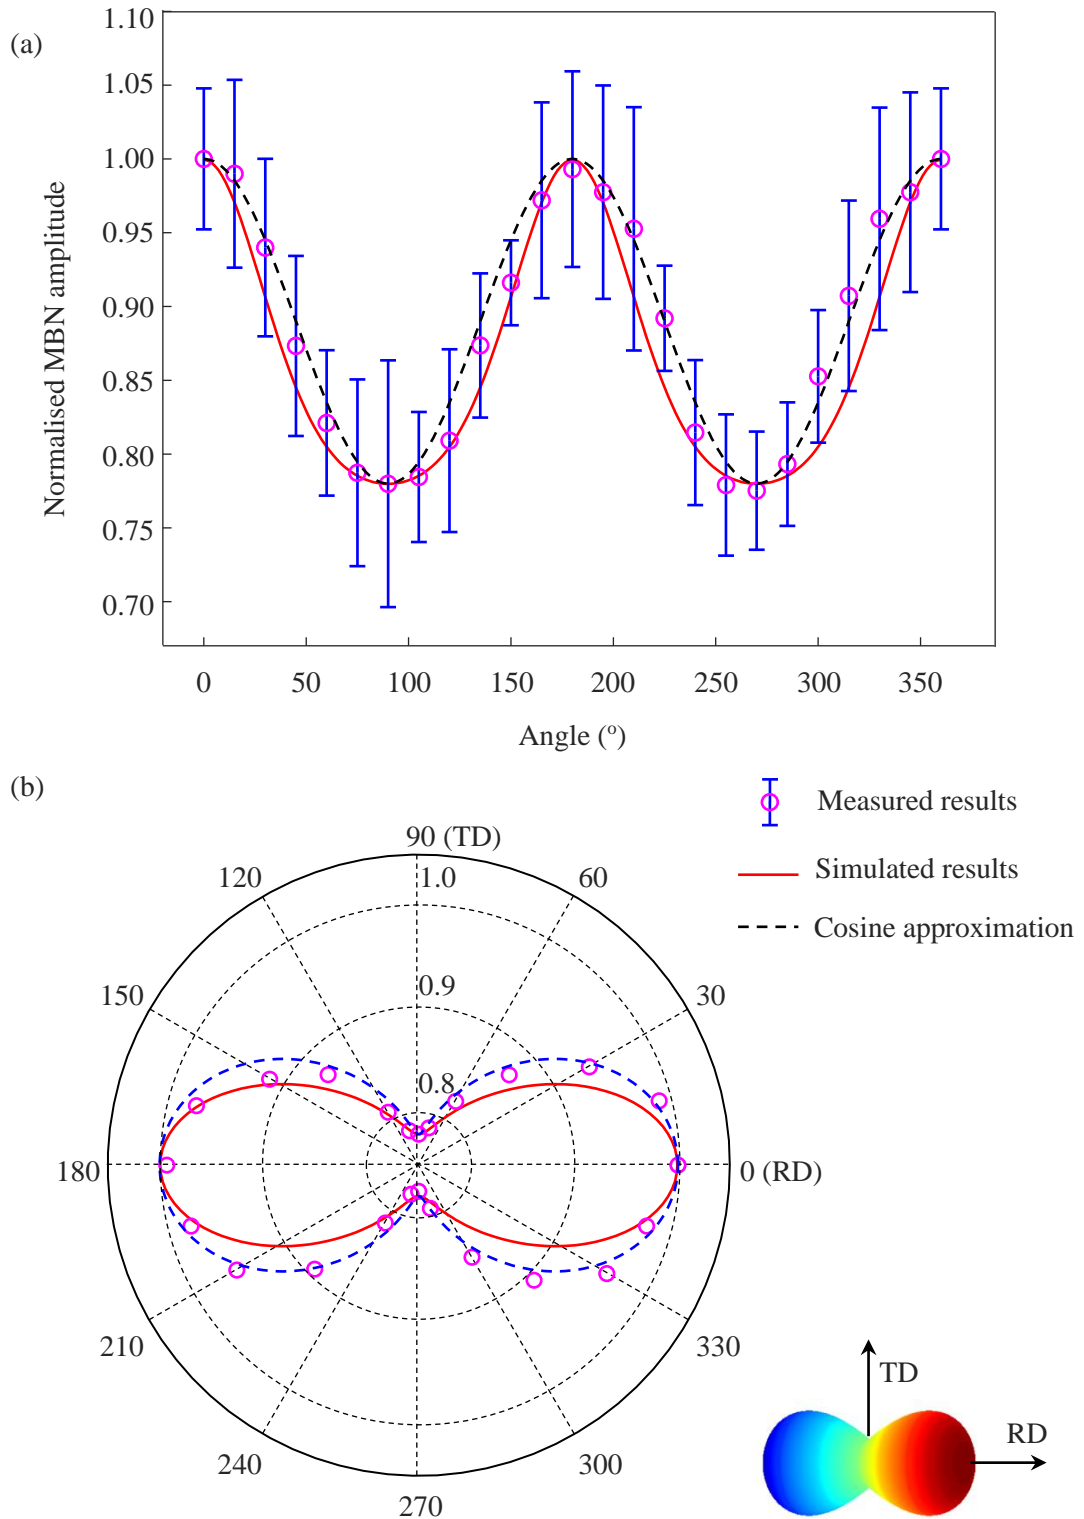 (a)
Normalised MBN amplitude
1.10
1.05
1.00
0.95
0.90
0.85
0.80
0.75
0.70
0 50 100 150 200 250 300 350
Angle (º)
(b)
Measured results
Simulated results
Cosine approximation
90 (TD)
120 1.0 60
150 0.9 30
0.8
180 0 (RD)
210 330
240 300
270
TD
RD